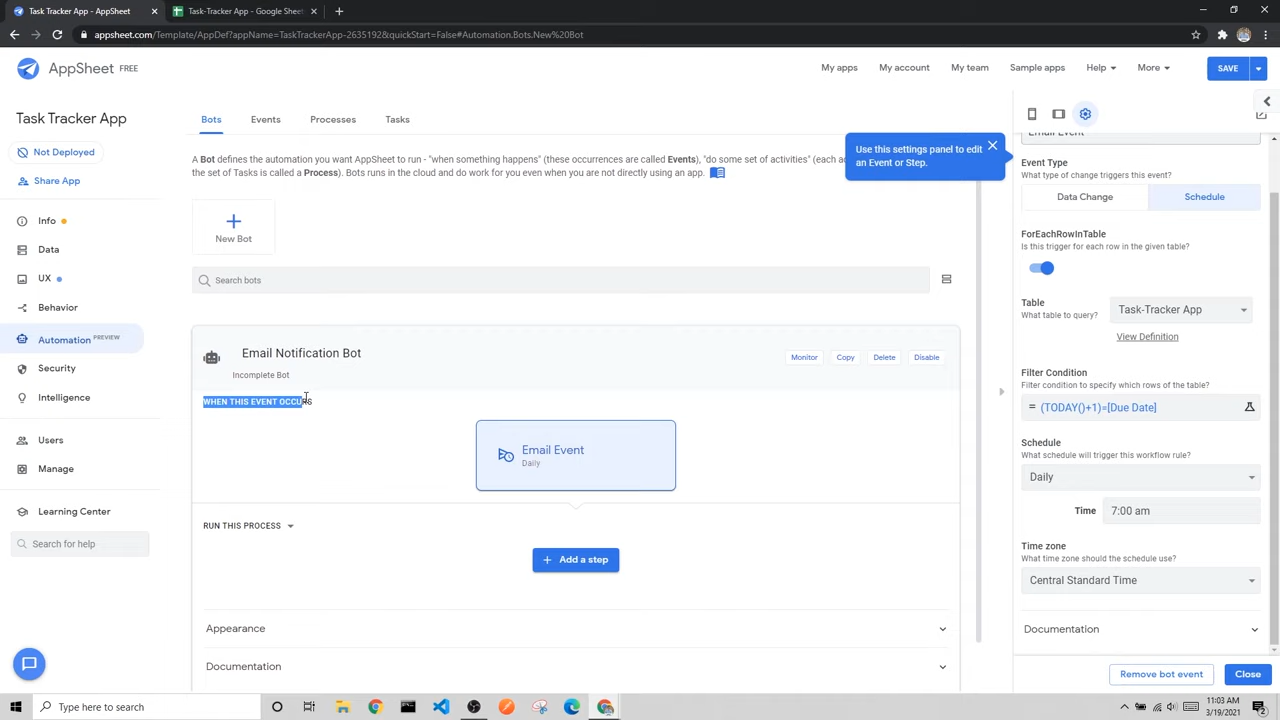 Task Tracker App - AppSheet
Task-Tracker App - Google Sheets
appsheet.com/Template/AppDef?appName=TaskTrackerApp-2635192&quickStart=False#Automation.Bots.New%20Bot
AppSheet FREE
My apps
My account
My team
Sample apps
Help
More
SAVE
Task Tracker App
Not Deployed
Share App
Info
Data
UX
Behavior
Automation PREVIEW
Security
Intelligence
Users
Manage
Learning Center
Search for help
Bots
Events
Processes
Tasks
A Bot defines the automation you want AppSheet to run - "when something happens" (these occurrences are called Events), "do some set of activities" (each a
the set of Tasks is called a Process). Bots runs in the cloud and do work for you even when you are not directly using an app.
New Bot
Search bots
Email Notification Bot
Incomplete Bot
Monitor
Copy
Delete
Disable
WHEN THIS EVENT OCCURS
Email Event
Daily
RUN THIS PROCESS
+ Add a step
Appearance
Documentation
Use this settings panel to edit
an Event or Step.
Email Event
Event Type
What type of change triggers this event?
Data Change
Schedule
ForEachRowInTable
Is this trigger for each row in the given table?
Table
What table to query?
Task-Tracker App
View Definition
Filter Condition
Filter condition to specify which rows of the table?
= (TODAY()+1)=[Due Date]
Schedule
What schedule will trigger this workflow rule?
Daily
Time
7:00 am
Time zone
What time zone should the schedule use?
Central Standard Time
Documentation
Remove bot event
Close
Type here to search
11:03 AM
3/19/2021
2